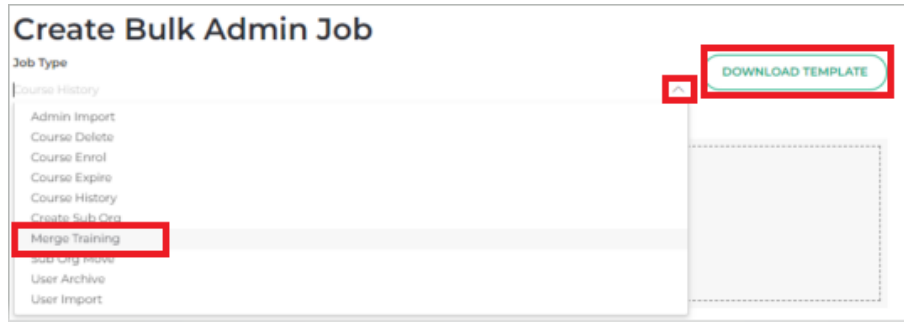 Create Bulk Admin Job
Job Type
DOWNLOAD TEMPLATE
Course History
Admin Import
Course Delete
Course Enrol
Course Expire
Course History
Create Sub Org
Merge Training
Sub Org Move
User Archive
User Import